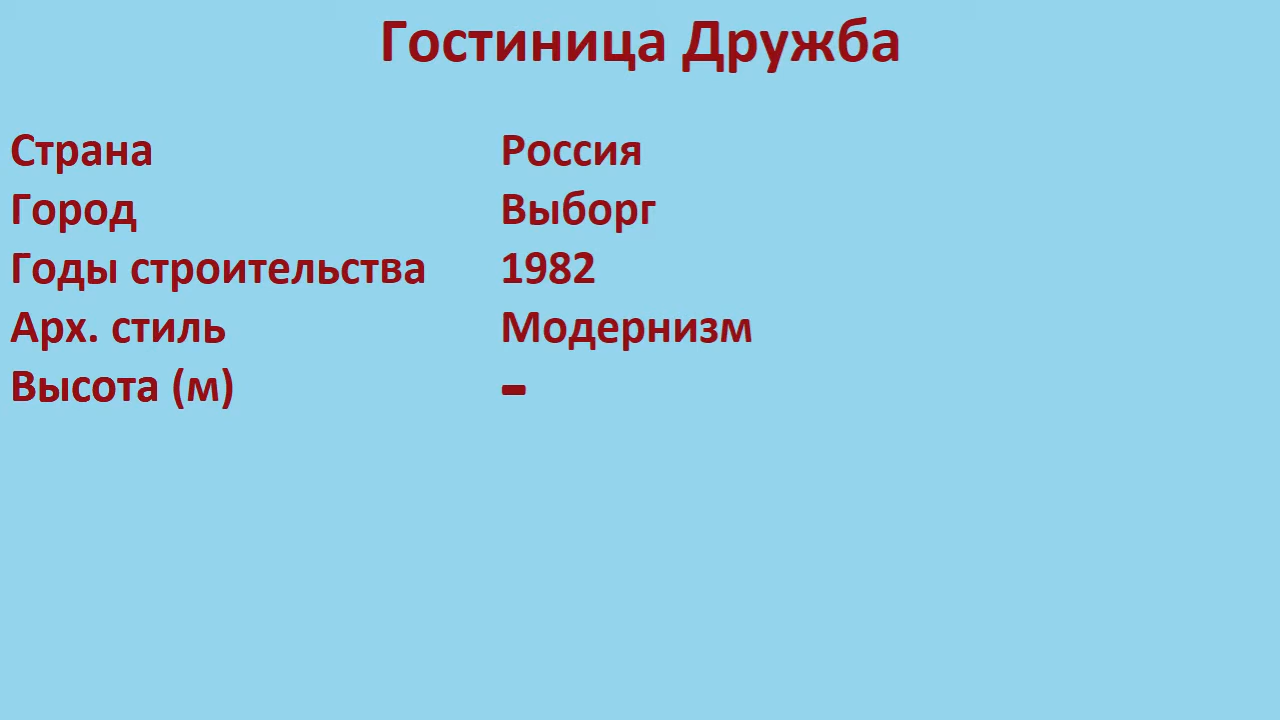 Гостиница Дружба
Страна Россия
Город Выборг
Годы строительства 1982
Арх. стиль Модернизм
Высота (м) -